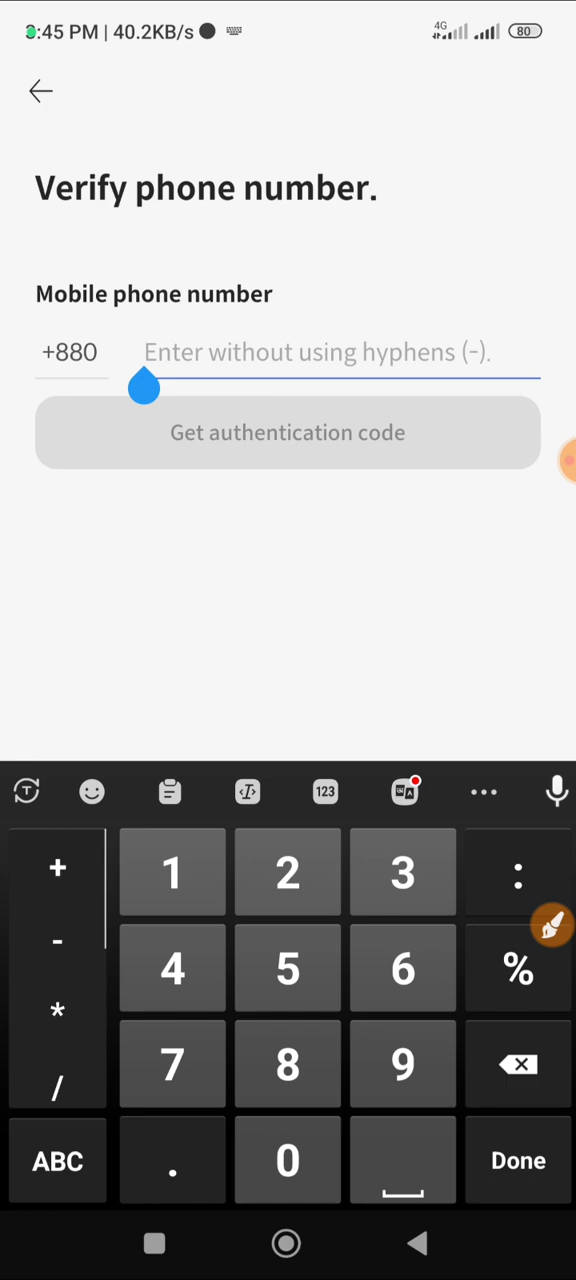 3:45 PM | 40.2KB/s 4G 80
Verify phone number.
Mobile phone number
+880 Enter without using hyphens (-).
Get authentication code
T 123 A
+ 1 2 3 :
- 4 5 6 %
* 7 8 9
/
ABC . 0 Done